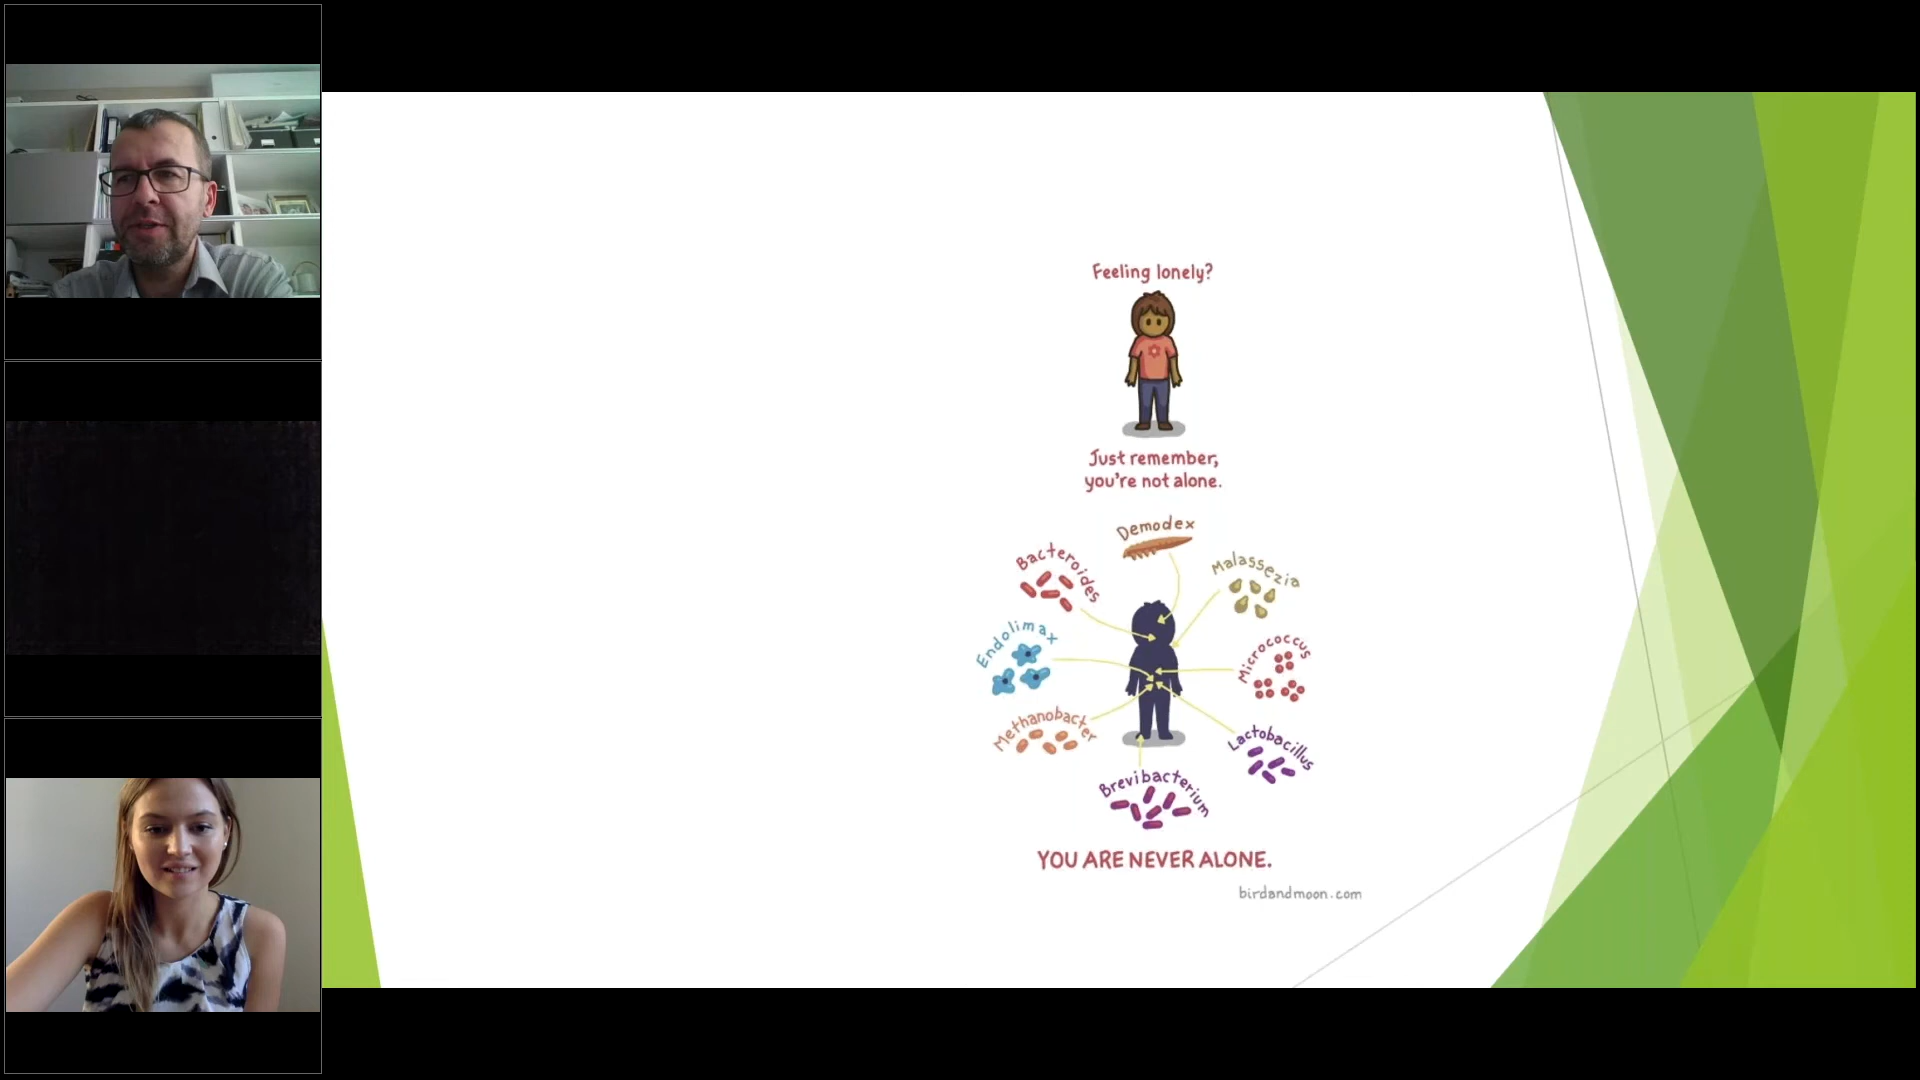 Feeling lonely?
Just remember,
you're not alone.
Demodex
Bacteroides
Malassezia
Endolimax
Micrococcus
Methanobacter
Lactobacillus
Brevibacterium
YOU ARE NEVER ALONE.
birdandmoon.com